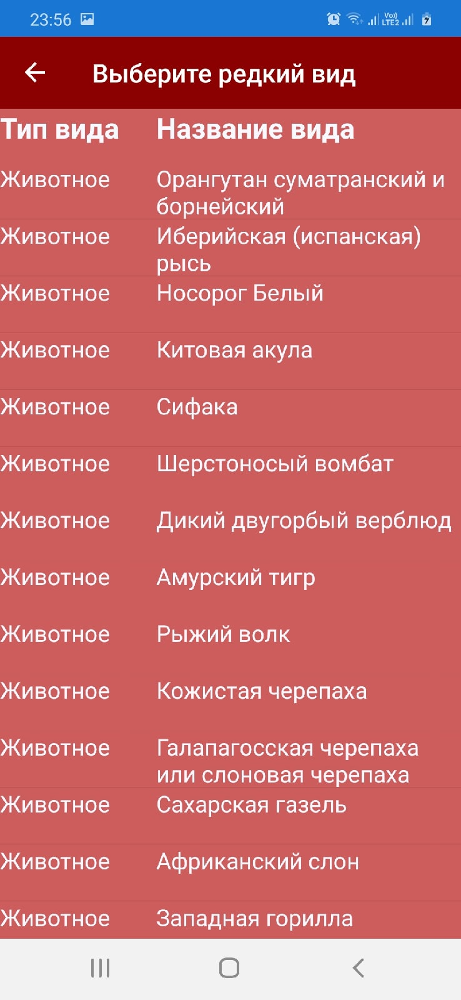 23:56
Vo))
LTE2
Выберите редкий вид
Тип вида Название вида
Животное Орангутан суматранский и
борнейский
Животное Иберийская (испанская)
рысь
Животное Носорог Белый
Животное Китовая акула
Животное Сифака
Животное Шерстоносый вомбат
Животное Дикий двугорбый верблюд
Животное Амурский тигр
Животное Рыжий волк
Животное Кожистая черепаха
Животное Галапагосская черепаха
или слоновая черепаха
Животное Сахарская газель
Животное Африканский слон
Животное Западная горилла